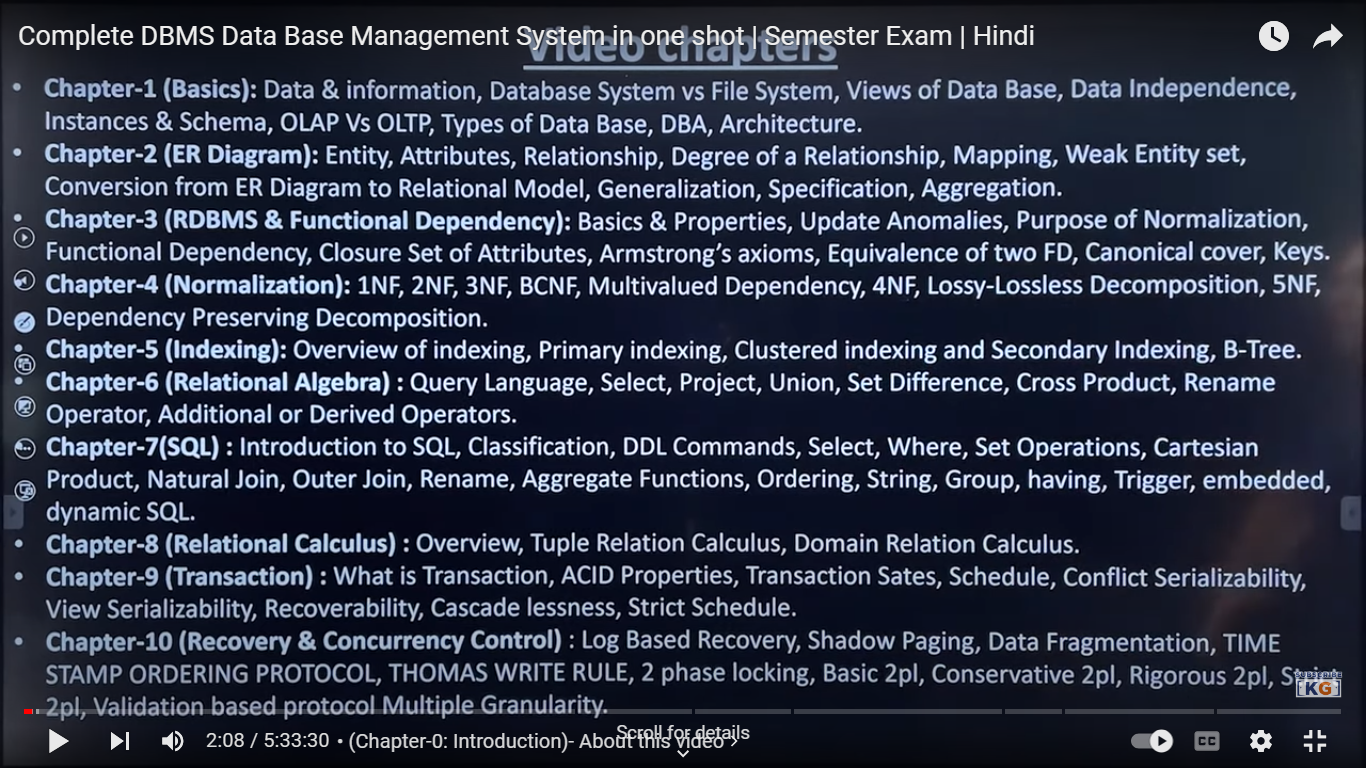 Complete DBMS Data Base Management System in one shot | Semester Exam | Hindi
Video chapters
• Chapter-1 (Basics): Data & information, Database System vs File System, Views of Data Base, Data Independence,
Instances & Schema, OLAP Vs OLTP, Types of Data Base, DBA, Architecture.
• Chapter-2 (ER Diagram): Entity, Attributes, Relationship, Degree of a Relationship, Mapping, Weak Entity set,
Conversion from ER Diagram to Relational Model, Generalization, Specification, Aggregation.
• Chapter-3 (RDBMS & Functional Dependency): Basics & Properties, Update Anomalies, Purpose of Normalization,
Functional Dependency, Closure Set of Attributes, Armstrong’s axioms, Equivalence of two FD, Canonical cover, Keys.
• Chapter-4 (Normalization): 1NF, 2NF, 3NF, BCNF, Multivalued Dependency, 4NF, Lossy-Lossless Decomposition, 5NF,
Dependency Preserving Decomposition.
• Chapter-5 (Indexing): Overview of indexing, Primary indexing, Clustered indexing and Secondary Indexing, B-Tree.
• Chapter-6 (Relational Algebra) : Query Language, Select, Project, Union, Set Difference, Cross Product, Rename
Operator, Additional or Derived Operators.
• Chapter-7(SQL) : Introduction to SQL, Classification, DDL Commands, Select, Where, Set Operations, Cartesian
Product, Natural Join, Outer Join, Rename, Aggregate Functions, Ordering, String, Group, having, Trigger, embedded,
dynamic SQL.
• Chapter-8 (Relational Calculus) : Overview, Tuple Relation Calculus, Domain Relation Calculus.
• Chapter-9 (Transaction) : What is Transaction, ACID Properties, Transaction Sates, Schedule, Conflict Serializability,
View Serializability, Recoverability, Cascade lessness, Strict Schedule.
• Chapter-10 (Recovery & Concurrency Control) : Log Based Recovery, Shadow Paging, Data Fragmentation, TIME
STAMP ORDERING PROTOCOL, THOMAS WRITE RULE, 2 phase locking, Basic 2pl, Conservative 2pl, Rigorous 2pl,
2pl, Validation based protocol Multiple Granularity.
SUBSCRIBE
KG
Scroll for details
2:08 / 5:33:30 • (Chapter-0: Introduction)- About this video
CC